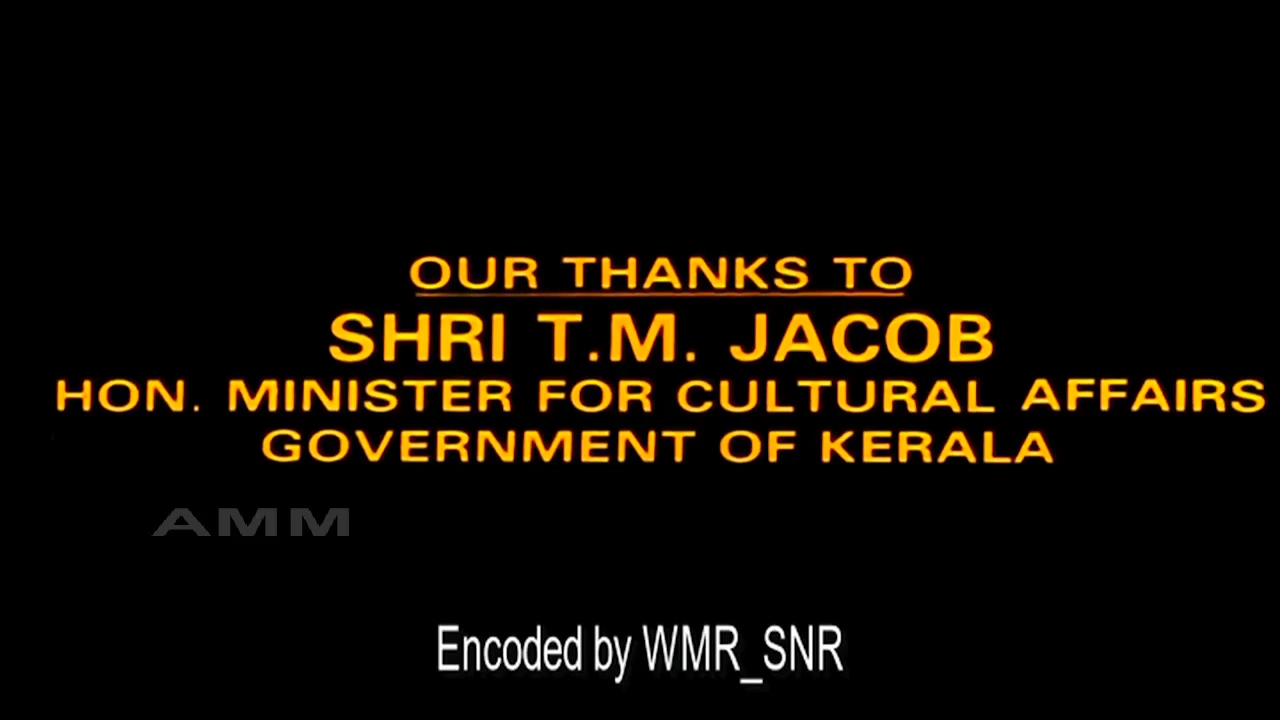 OUR THANKS TO
SHRI T.M. JACOB
HON. MINISTER FOR CULTURAL AFFAIRS
GOVERNMENT OF KERALA
AMM
Encoded by WMR_SNR